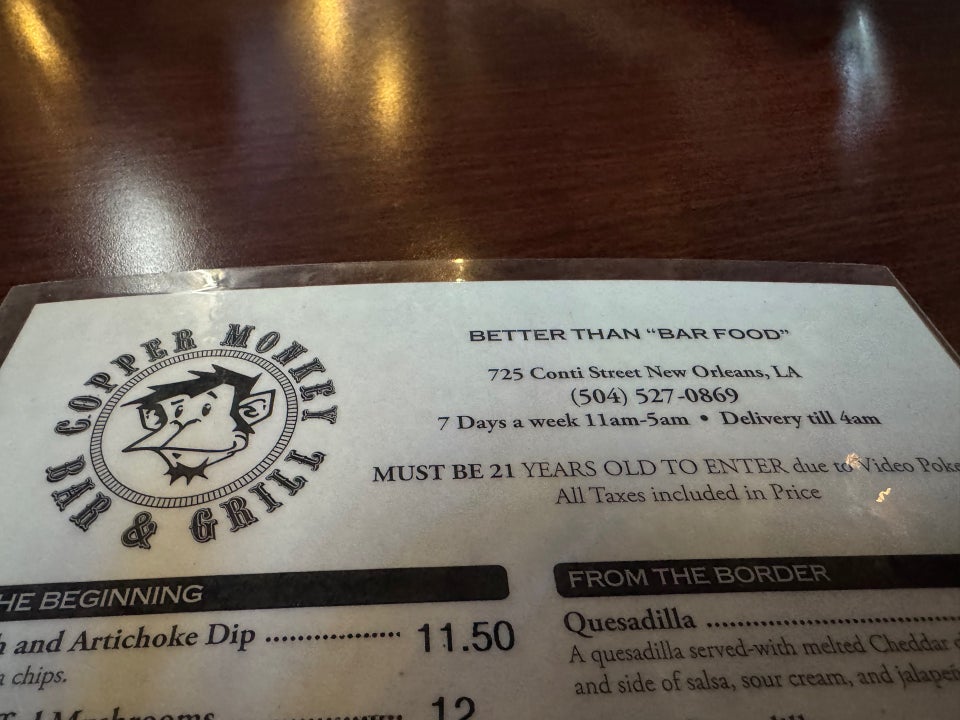 COPPER MONKEY
BAR & GRILL
BETTER THAN “BAR FOOD”
725 Conti Street New Orleans, LA
(504) 527-0869
7 Days a week 11am-5am • Delivery till 4am
MUST BE 21 YEARS OLD TO ENTER due to Video Poke
All Taxes included in Price
HE BEGINNING
h and Artichoke Dip .................... 11.50
chips.
Mushrooms .................... 12
FROM THE BORDER
Quesadilla ....................
A quesadilla served-with melted Cheddar
and side of salsa, sour cream, and jalape